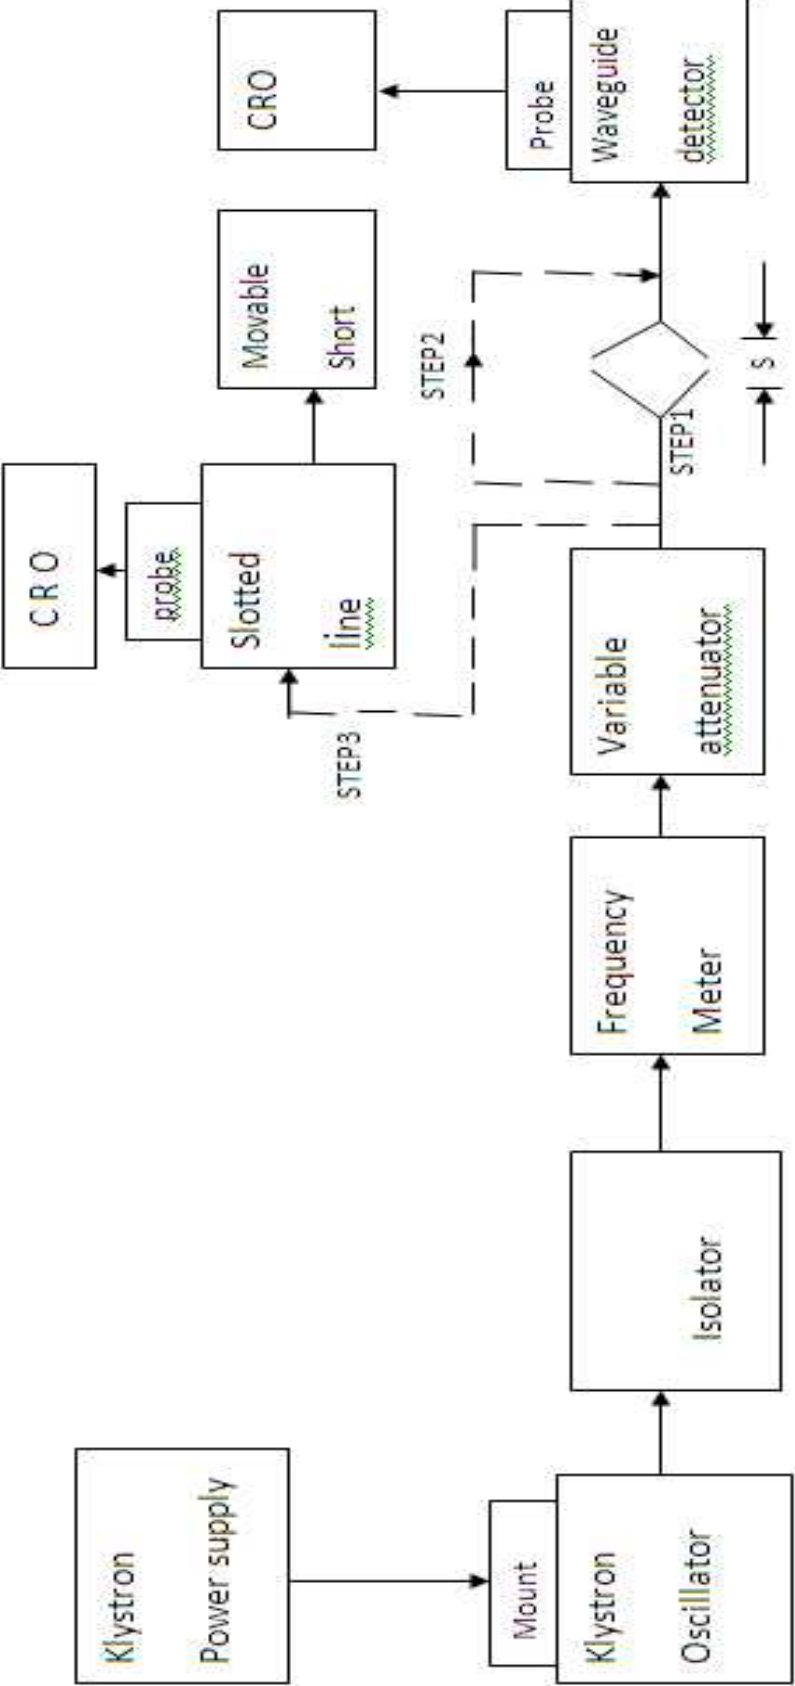 C R O
probe
Slotted
line
Movable
Short
CRO
Klystron
Power supply
STEP3
STEP2
Mount
Klystron
Oscillator
Isolator
Frequency
Meter
Variable
attenuator
STEP1
S
Probe
Waveguide
detector